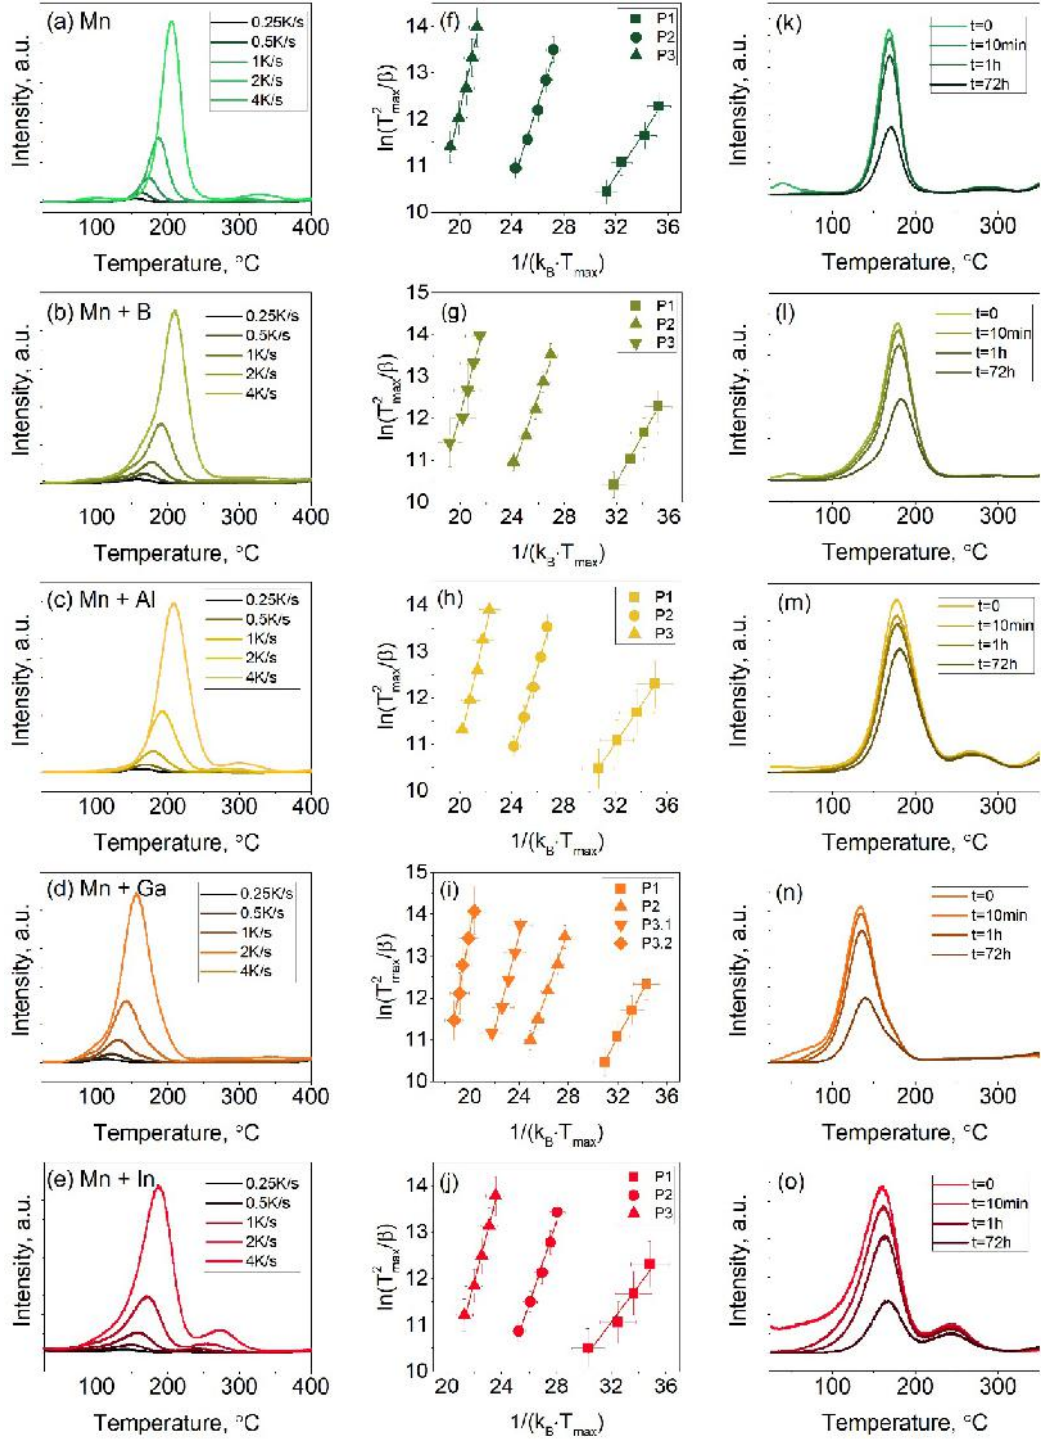 (a) Mn
0.25K/s
0.5K/s
1K/s
2K/s
4K/s
Intensity, a.u.
100 200 300 400
Temperature, °C
(f)
P1
P2
P3
ln(T²max/β)
14
13
12
11
10
20 24 28 32 36
1/(kB·Tmax)
(k)
t=0
t=10min
t=1h
t=72h
Intensity, a.u.
100 200 300
Temperature, °C
(b) Mn + B
0.25K/s
0.5K/s
1K/s
2K/s
4K/s
Intensity, a.u.
100 200 300 400
Temperature, °C
(g)
P1
P2
P3
ln(T²max/β)
15
14
13
12
11
10
20 24 28 32 36
1/(kB·Tmax)
(l)
t=0
t=10min
t=1h
t=72h
Intensity, a.u.
100 200 300
Temperature, °C
(c) Mn + Al
0.25K/s
0.5K/s
1K/s
2K/s
4K/s
Intensity, a.u.
100 200 300 400
Temperature, °C
(h)
P1
P2
P3
ln(T²max/β)
14
13
12
11
10
20 24 28 32 36
1/(kB·Tmax)
(m)
t=0
t=10min
t=1h
t=72h
Intensity, a.u.
100 200 300
Temperature, °C
(d) Mn + Ga
0.25K/s
0.5K/s
1K/s
2K/s
4K/s
Intensity, a.u.
100 200 300 400
Temperature, °C
(i)
P1
P2
P3.1
P3.2
ln(T²max/β)
15
14
13
12
11
10
20 24 28 32 36
1/(kB·Tmax)
(n)
t=0
t=10min
t=1h
t=72h
Intensity, a.u.
100 200 300
Temperature, °C
(e) Mn + In
0.25K/s
0.5K/s
1K/s
2K/s
4K/s
Intensity, a.u.
100 200 300 400
Temperature, °C
(j)
P1
P2
P3
ln(T²max/β)
14
13
12
11
10
20 24 28 32 36
1/(kB·Tmax)
(o)
t=0
t=10min
t=1h
t=72h
Intensity, a.u.
100 200 300
Temperature, °C